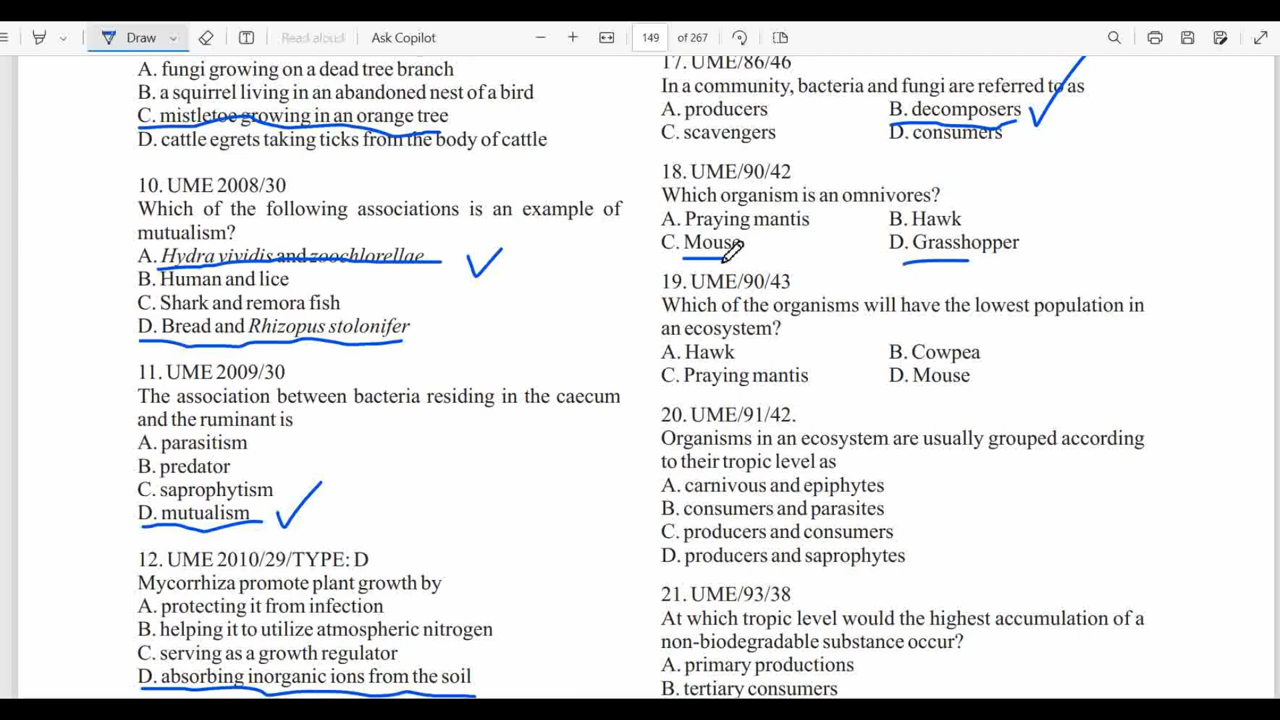 Draw
Read aloud
Ask Copilot
149 of 267
A. fungi growing on a dead tree branch
B. a squirrel living in an abandoned nest of a bird
C. mistletoe growing in an orange tree
D. cattle egrets taking ticks from the body of cattle
10. UME 2008/30
Which of the following associations is an example of
mutualism?
A. Hydra vividis and zoochlorellae
B. Human and lice
C. Shark and remora fish
D. Bread and Rhizopus stolonifer
11. UME 2009/30
The association between bacteria residing in the caecum
and the ruminant is
A. parasitism
B. predator
C. saprophytism
D. mutualism
12. UME 2010/29/TYPE: D
Mycorrhiza promote plant growth by
A. protecting it from infection
B. helping it to utilize atmospheric nitrogen
C. serving as a growth regulator
D. absorbing inorganic ions from the soil
17. UME/86/46
In a community, bacteria and fungi are referred to as
A. producers B. decomposers
C. scavengers D. consumers
18. UME/90/42
Which organism is an omnivores?
A. Praying mantis B. Hawk
C. Mouse D. Grasshopper
19. UME/90/43
Which of the organisms will have the lowest population in
an ecosystem?
A. Hawk B. Cowpea
C. Praying mantis D. Mouse
20. UME/91/42.
Organisms in an ecosystem are usually grouped according
to their tropic level as
A. carnivous and epiphytes
B. consumers and parasites
C. producers and consumers
D. producers and saprophytes
21. UME/93/38
At which tropic level would the highest accumulation of a
non-biodegradable substance occur?
A. primary productions
B. tertiary consumers